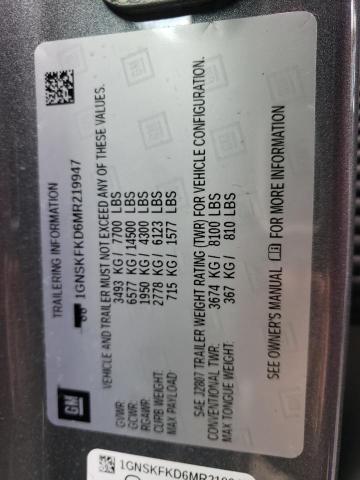 GM
TRAILERING INFORMATION
1GNSKFKD6MR219947
VEHICLE AND TRAILER MUST NOT EXCEED ANY OF THESE VALUES.
GVWR: 3493 KG / 7700 LBS
GCWR: 6577 KG / 14500 LBS
RGAWR: 1950 KG / 4300 LBS
CURB WEIGHT: 2778 KG / 6123 LBS
MAX PAYLOAD: 715 KG / 1577 LBS
SAE J2807 TRAILER WEIGHT RATING (TWR) FOR VEHICLE CONFIGURATION.
CONVENTIONAL TWR: 3674 KG / 8100 LBS
MAX TONGUE WEIGHT: 367 KG / 810 LBS
SEE OWNER'S MANUAL FOR MORE INFORMATION